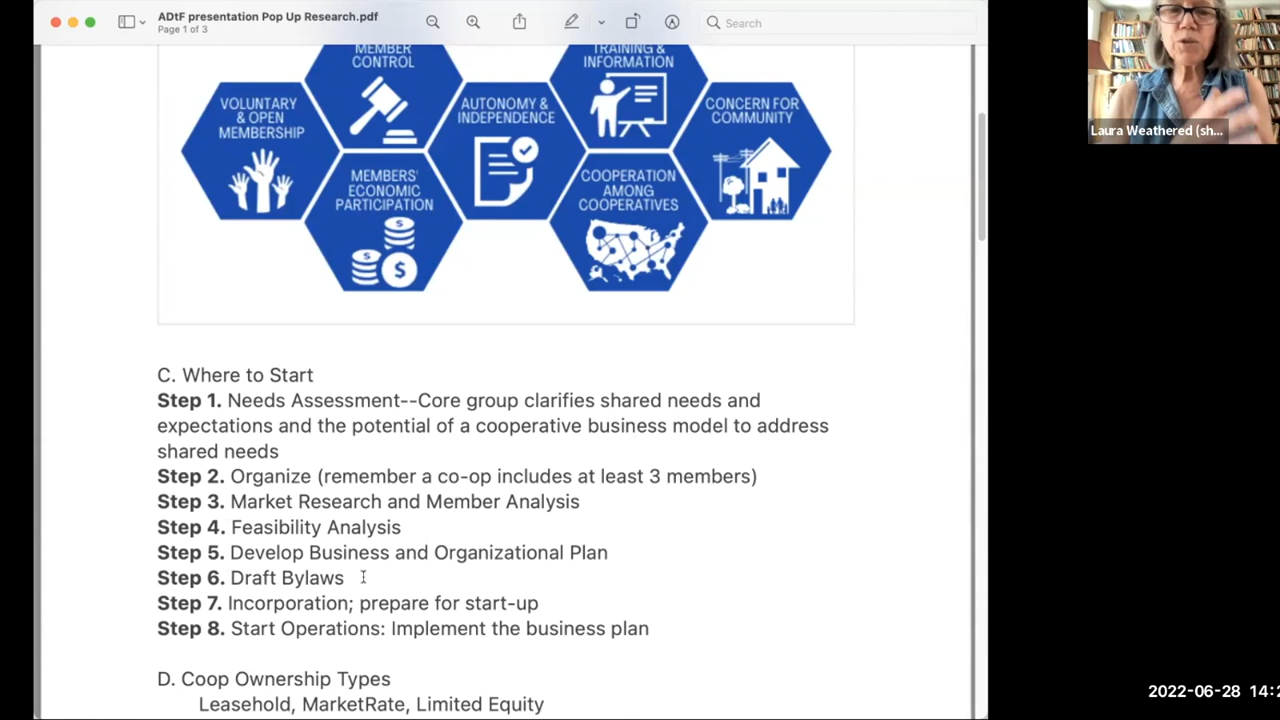 ADtF presentation Pop Up Research.pdf
Page 1 of 3
Search
MEMBER
CONTROL
TRAINING &
INFORMATION
VOLUNTARY
& OPEN
MEMBERSHIP
AUTONOMY &
INDEPENDENCE
CONCERN FOR
COMMUNITY
MEMBERS'
ECONOMIC
PARTICIPATION
COOPERATION
AMONG
COOPERATIVES
$
$
$
C. Where to Start
Step 1. Needs Assessment--Core group clarifies shared needs and
expectations and the potential of a cooperative business model to address
shared needs
Step 2. Organize (remember a co-op includes at least 3 members)
Step 3. Market Research and Member Analysis
Step 4. Feasibility Analysis
Step 5. Develop Business and Organizational Plan
Step 6. Draft Bylaws
Step 7. Incorporation; prepare for start-up
Step 8. Start Operations: Implement the business plan
D. Coop Ownership Types
Leasehold, MarketRate, Limited Equity
Laura Weathered (sh...
2022-06-28 14:2